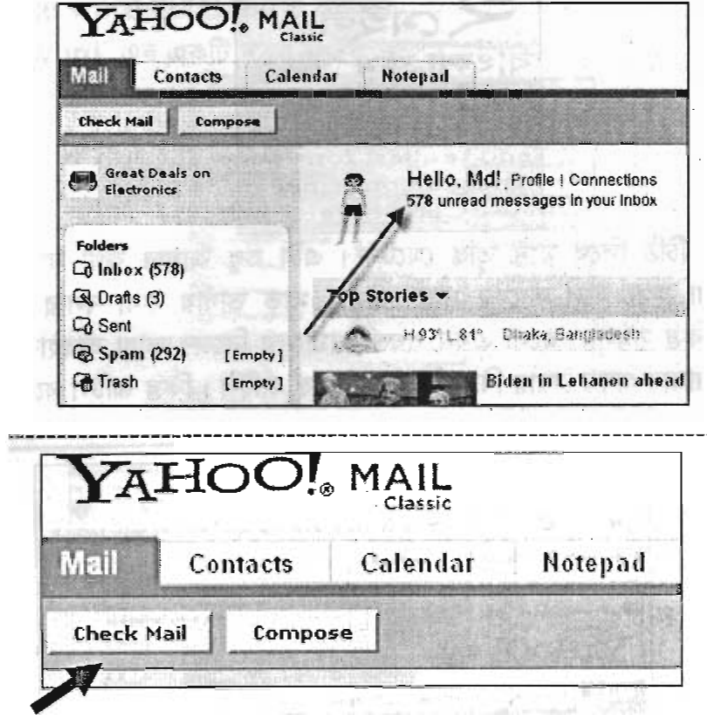 YAHOO!® MAIL
Classic
Mail Contacts Calendar Notepad
Check Mail Compose
Great Deals on
Electronics
Hello, Md! Profile | Connections
578 unread messages in your Inbox
Folders
Inbox (578)
Drafts (3)
Sent
Spam (292) [Empty]
Trash [Empty]
Top Stories
H 93° L 81° Dhaka, Bangladesh
Biden in Lebanon ahead
YAHOO!® MAIL
Classic
Mail Contacts Calendar Notepad
Check Mail Compose